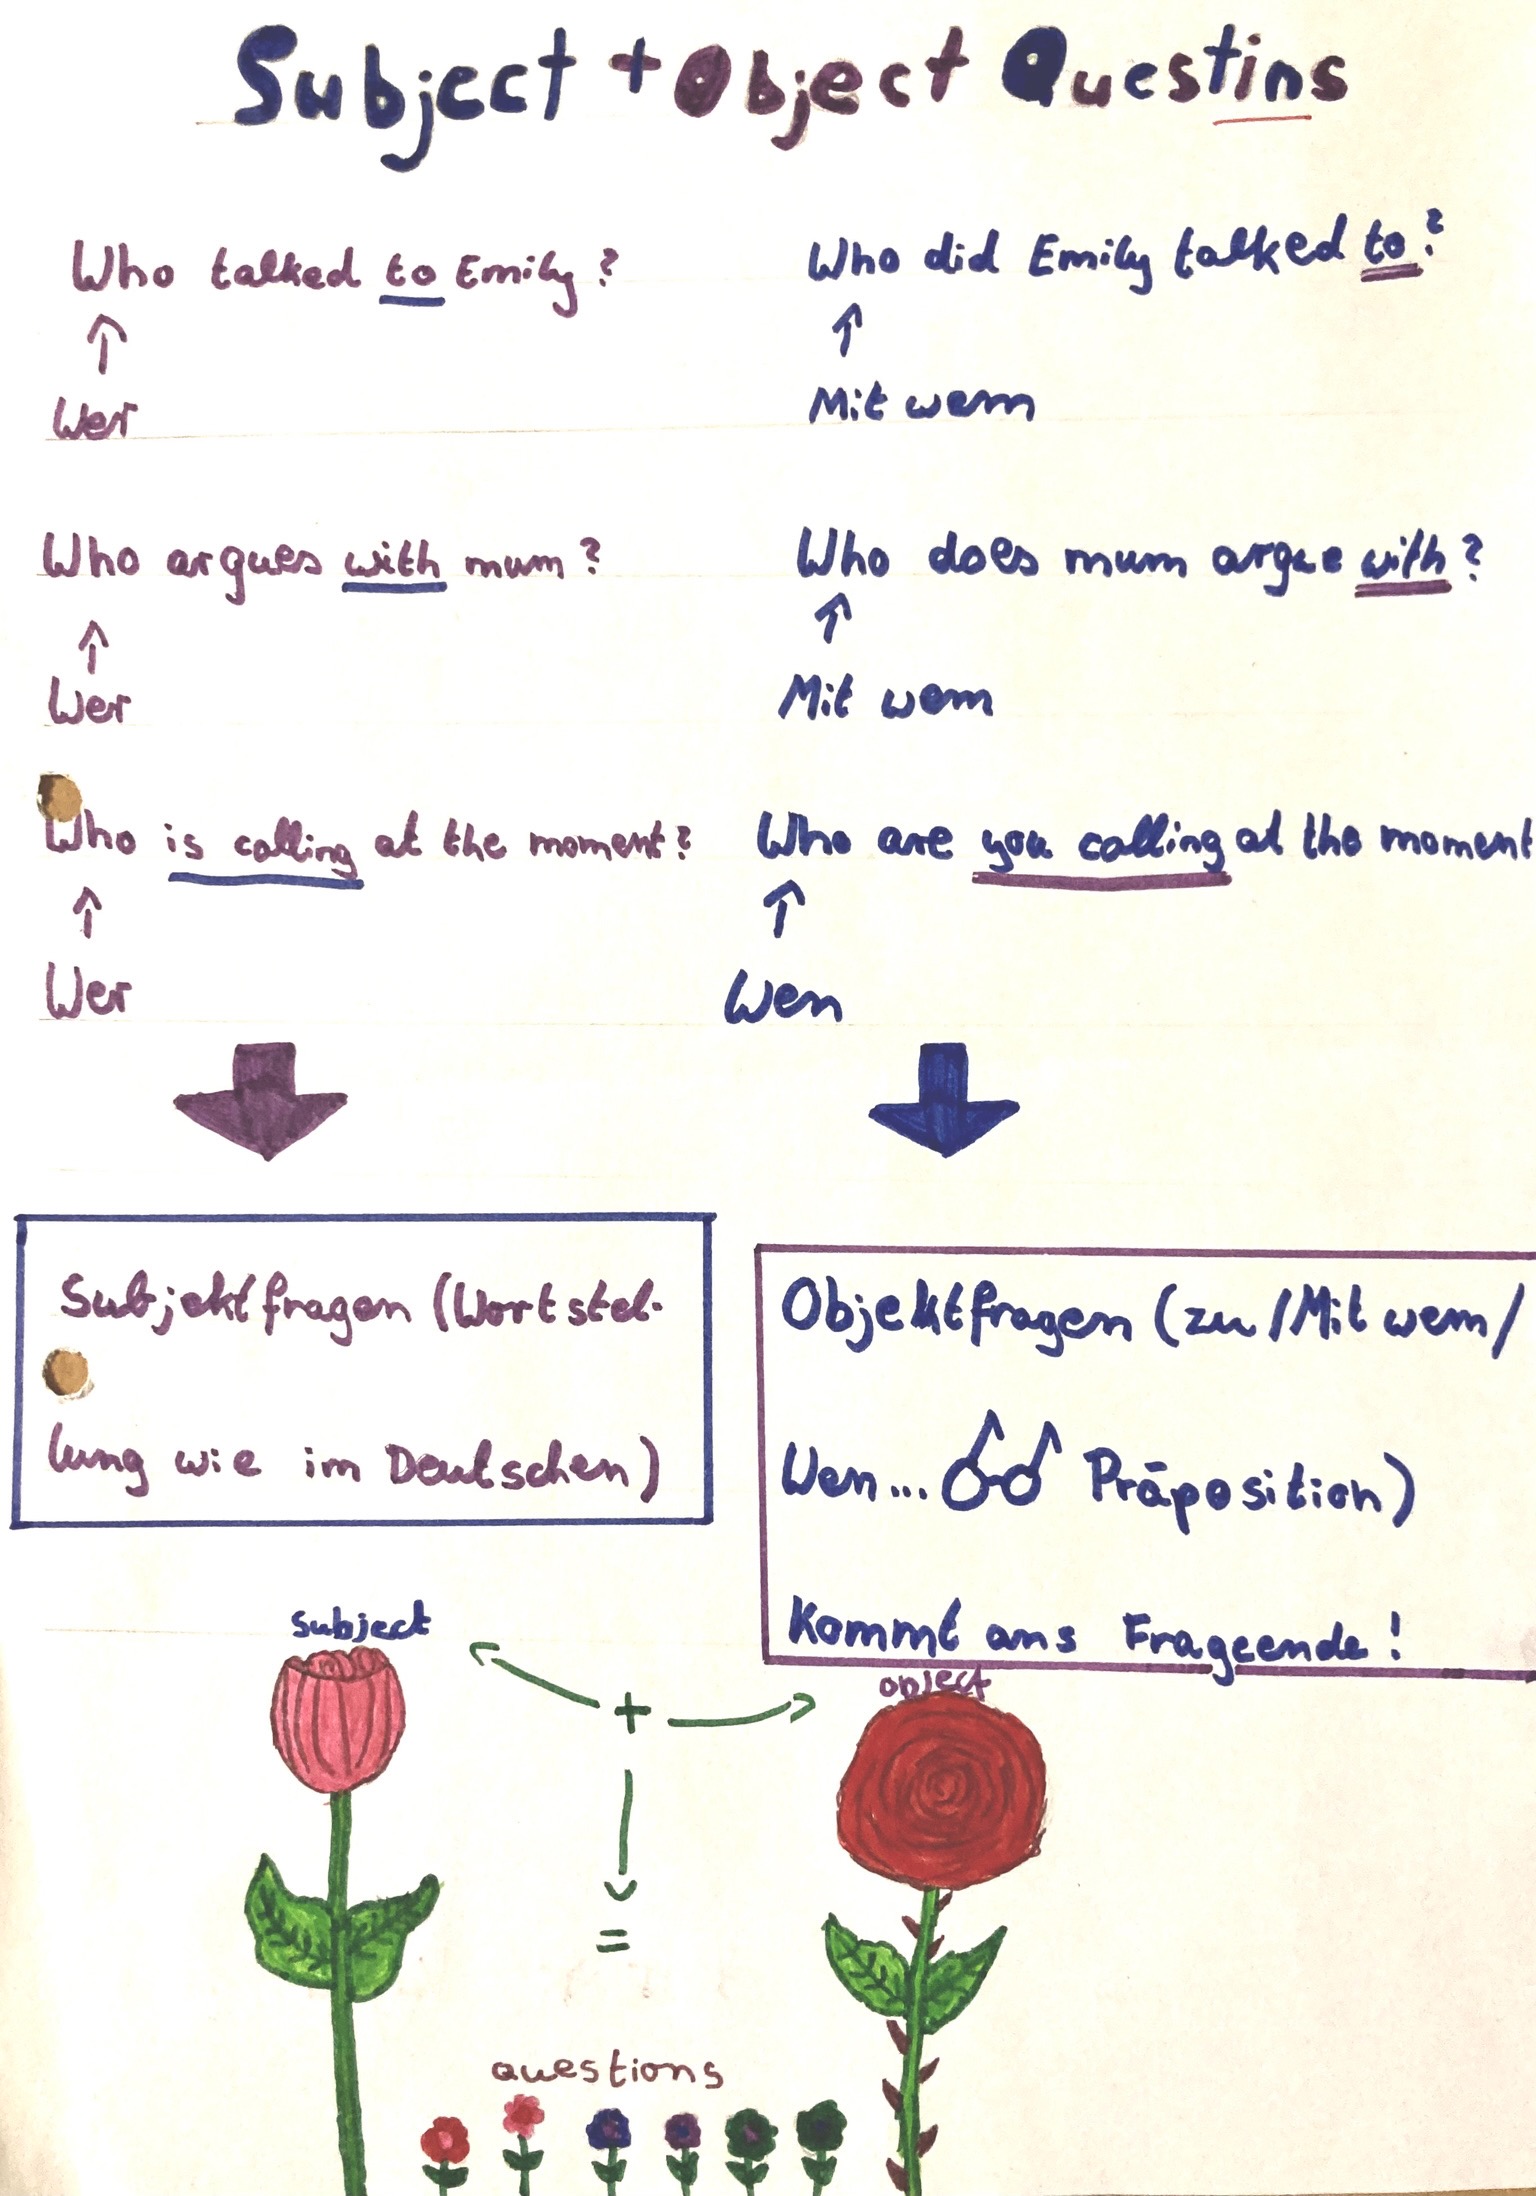 Subject + Object Questins
Who talked to Emily?
Who did Emily talked to?
Wer
Mit wem
Who argues with mum?
Who does mum argue with?
Wer
Mit wem
Who is calling at the moment?
Who are you calling at the moment
Wer
Wen
Subjektfragen (Wortstel-
lung wie im Deutschen)
Objektfragen (zu/Mit wem/
Wen... Präposition)
Kommt ans Frageende!
subject
object
+
=
questions